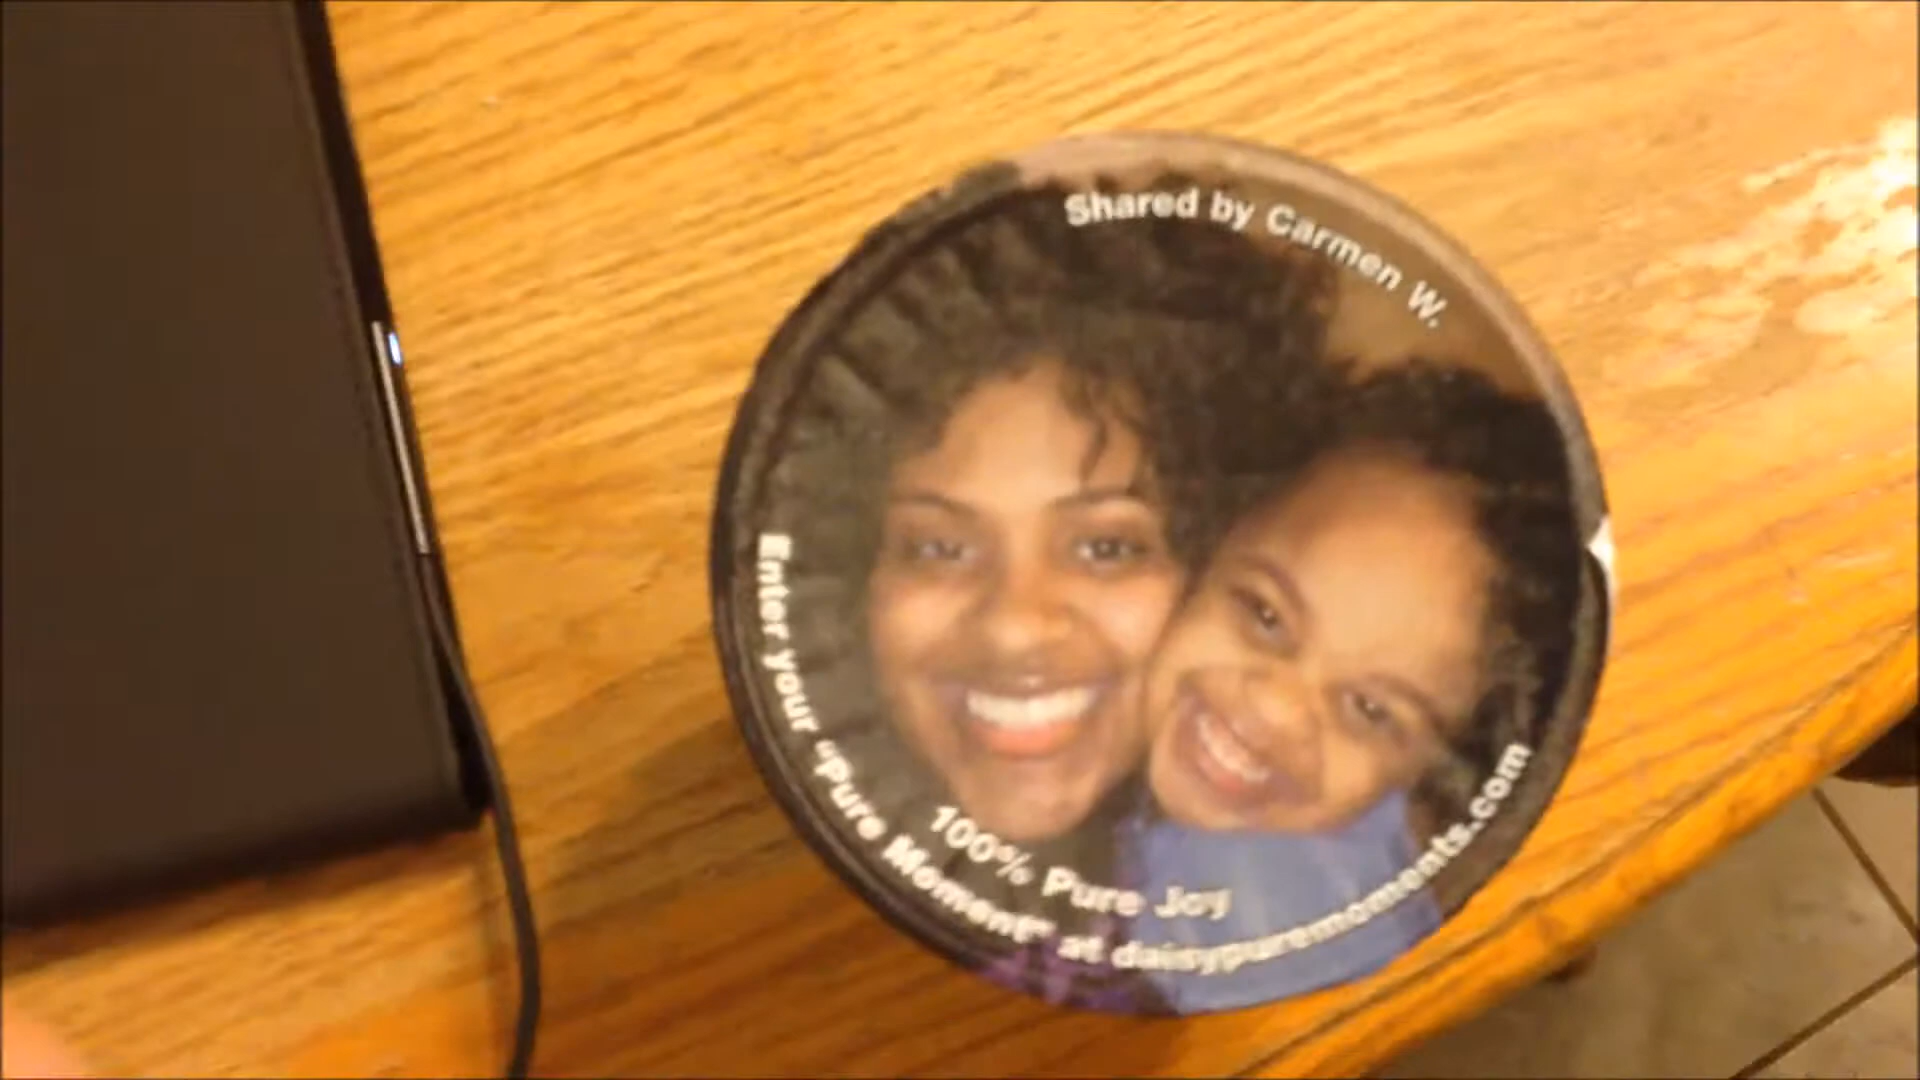 Shared by Carmen W.
100% Pure Joy
Enter your "Pure Moment" at daisypuremoments.com